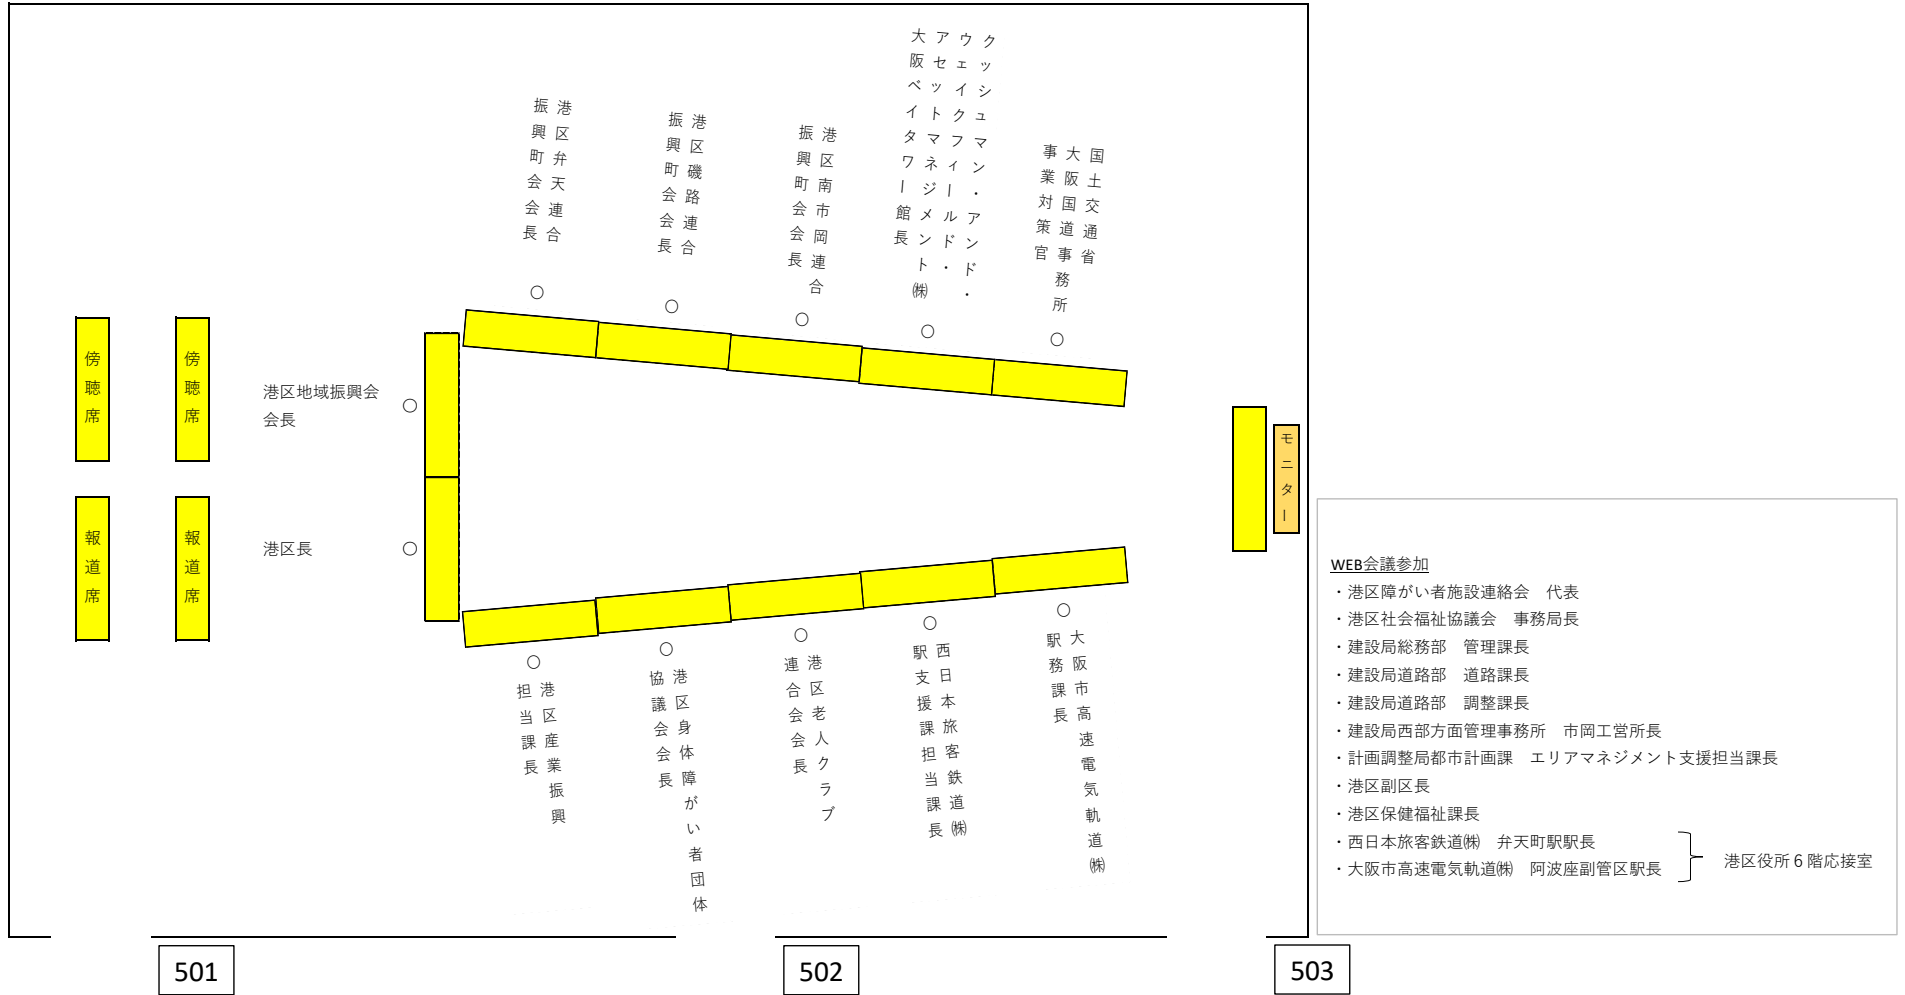 港区弁天連合
振興町会会長
港区磯路連合
振興町会会長
港区南市岡連合
振興町会会長
クッシュマン・アンド・
ウェイクフィールド・
アセットマネジメント㈱
大阪ベイタワー館長
国土交通省
大阪国道事務所
事業対策官
傍聴席
傍聴席
港区地域振興会
会長
報道席
報道席
港区長
モニター
港区産業振興
担当課長
港区身体障がい者団体
協議会会長
港区老人クラブ
連合会会長
西日本旅客鉄道㈱
駅支援課担当課長
大阪市高速電気軌道㈱
駅務課長
WEB会議参加
・港区障がい者施設連絡会　代表
・港区社会福祉協議会　事務局長
・建設局総務部　管理課長
・建設局道路部　道路課長
・建設局道路部　調整課長
・建設局西部方面管理事務所　市岡工営所長
・計画調整局都市計画課　エリアマネジメント支援担当課長
・港区副区長
・港区保健福祉課長
・西日本旅客鉄道㈱　弁天町駅駅長
・大阪市高速電気軌道㈱　阿波座副管区駅長
港区役所６階応接室
501
502
503